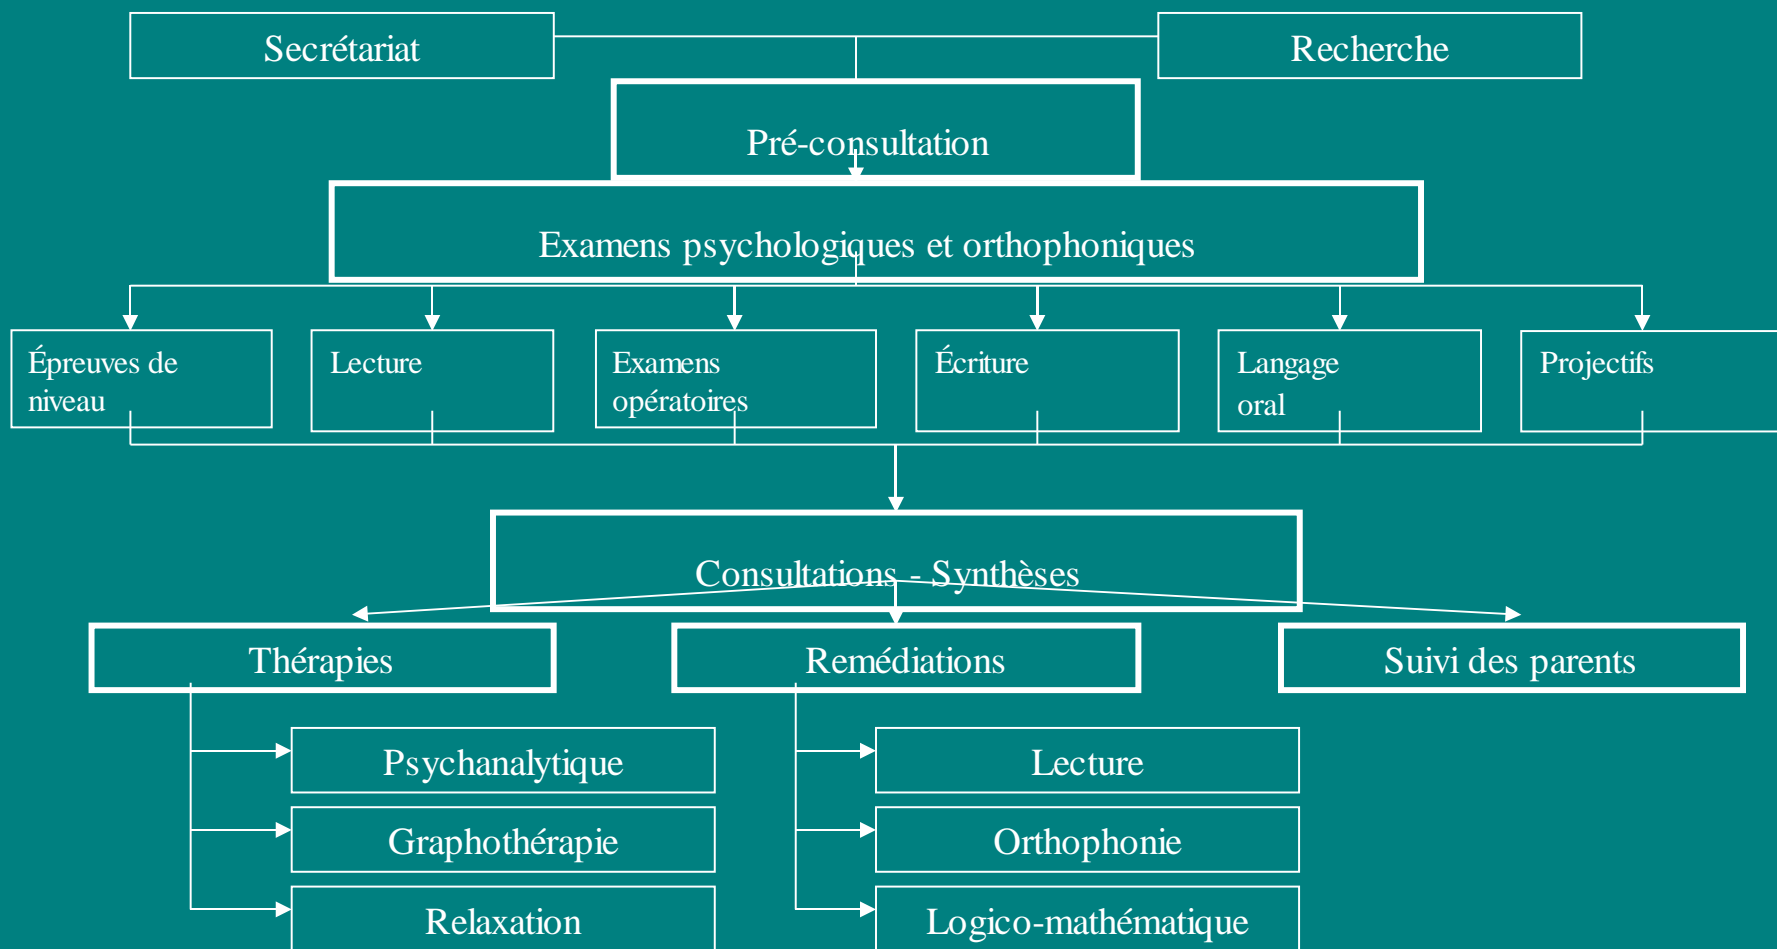 Secrétariat
Recherche
Pré-consultation
Examens psychologiques et orthophoniques
Épreuves de
niveau
Lecture
Examens
opératoires
Écriture
Langage
oral
Projectifs
Consultations - Synthèses
Thérapies
Remédiations
Suivi des parents
Psychanalytique
Lecture
Graphothérapie
Orthophonie
Relaxation
Logico-mathématique